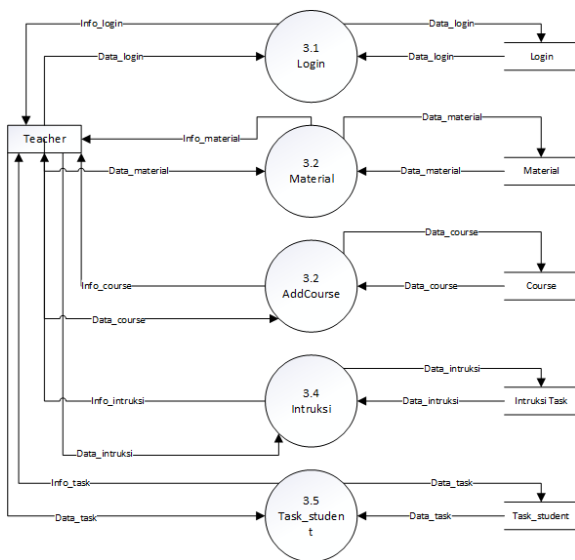 Info_login
Data_login
3.1
Login
Data_login
Data_login
Data_login
Login
Teacher
Info_material
Data_material
3.2
Material
Data_material
Data_material
Material
Data_course
3.2
AddCourse
Info_course
Data_course
Course
Data_course
Data_intruksi
3.4
Intruksi
Info_intruksi
Data_intruksi
Intruksi Task
Data_intruksi
Info_task
Data_task
3.5
Task_studen
t
Data_task
Data_task
Task_student